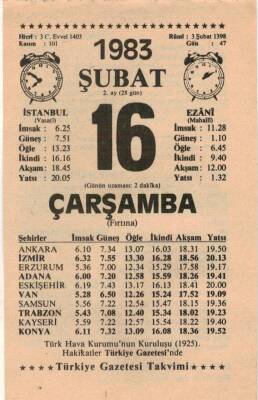 Hicrî : 3 C. Evvel 1403
Kasım : 101
Rûmî : 3 Şubat 1398
Gün : 47
1983
ŞUBAT
2. ay (28 gün)
İSTANBUL
(Vasatî)
İmsak : 6.25
Güneş : 7.51
Öğle : 13.23
İkindi : 16.16
Akşam : 18.45
Yatsı : 20.05
16
EZÂNÎ
(Mahallî)
İmsak : 11.28
Güneş : 1.10
Öğle : 6.45
İkindi : 9.40
Akşam: 12.00
Yatsı : 1.32
(Günün uzaması: 2 dakika)
ÇARŞAMBA
(Fırtına)
Şehirler İmsak Güneş Öğle İkindi Akşam Yatsı
ANKARA 6.10 7.34 13.07 16.03 18.31 19.50
İZMİR 6.32 7.55 13.30 16.28 18.56 20.13
ERZURUM 5.36 7.00 12.34 15.29 17.58 19.17
ADANA 6.00 7.20 12.58 15.59 18.26 19.41
ESKİŞEHİR 6.19 7.43 13.17 16.13 18.41 20.00
VAN 5.28 6.50 12.26 15.24 17.52 19.09
SAMSUN 5.56 7.22 12.54 15.47 18.15 19.36
TRABZON 5.43 7.08 12.40 15.34 18.02 19.23
KAYSERİ 5.59 7.22 12.57 15.54 18.22 19.40
KONYA 6.11 7.32 13.09 16.08 18.36 19.52
Türk Hava Kurumu'nun Kuruluşu (1925).
Hakikatler Türkiye Gazetesi'nde
★★★★ Türkiye Gazetesi Takvimi ★★★★